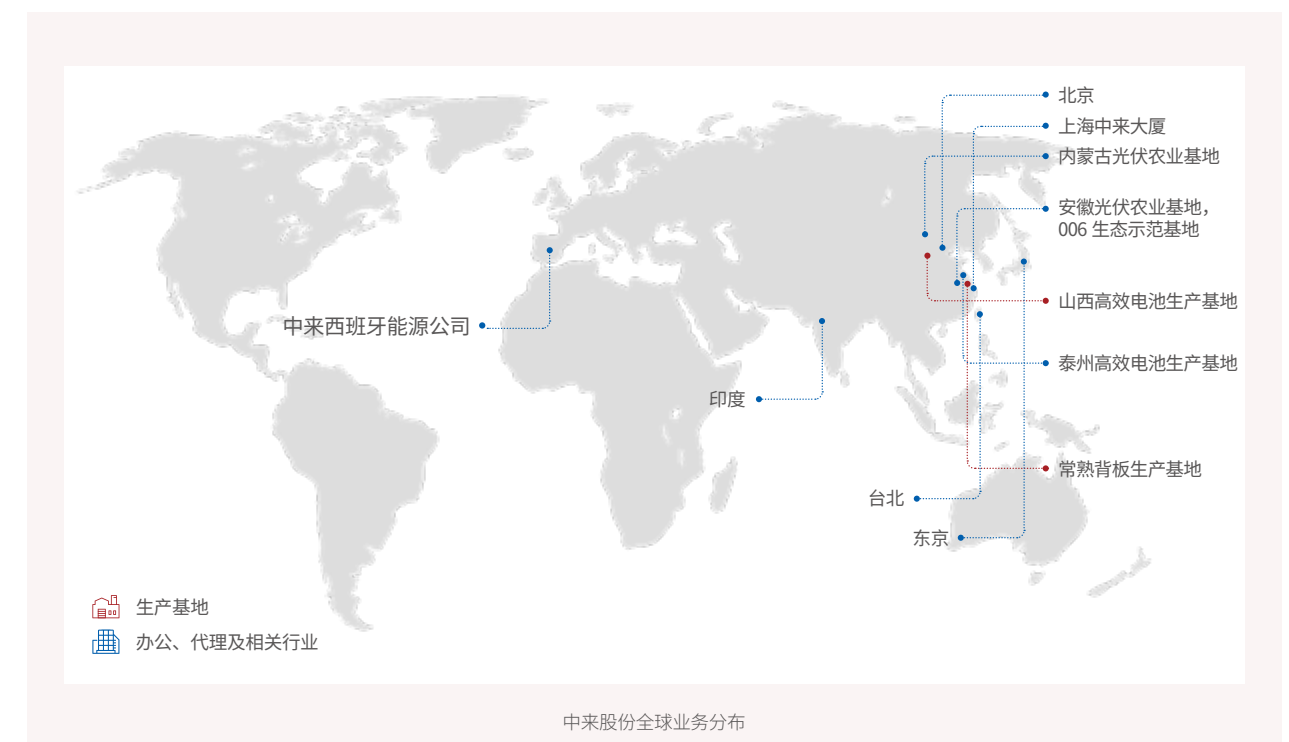 北京
上海中来大厦
内蒙古光伏农业基地
安徽光伏农业基地，
006 生态示范基地
山西高效电池生产基地
中来西班牙能源公司
泰州高效电池生产基地
印度
常熟背板生产基地
台北
东京
生产基地
办公、代理及相关行业
中来股份全球业务分布